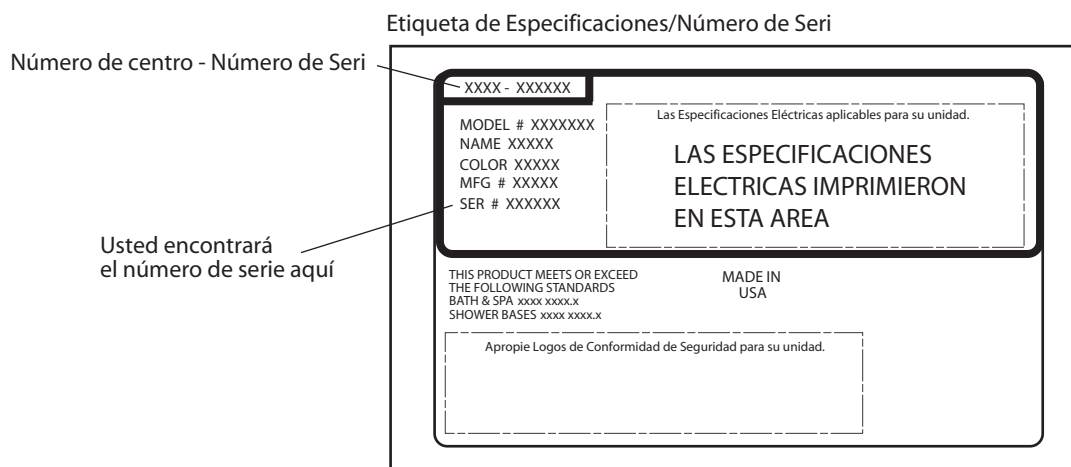 Etiqueta de Especificaciones/Número de Seri
Número de centro - Número de Seri
XXXX - XXXXXX
MODEL # XXXXXXX
NAME XXXXX
COLOR XXXXX
MFG # XXXXX
SER # XXXXXX
Las Especificaciones Eléctricas aplicables para su unidad.
LAS ESPECIFICACIONES
ELECTRICAS IMPRIMIERON
EN ESTA AREA
Usted encontrará
el número de serie aquí
THIS PRODUCT MEETS OR EXCEED
THE FOLLOWING STANDARDS
BATH & SPA xxxx xxxx.x
SHOWER BASES xxxx xxxx.x
MADE IN
USA
Apropie Logos de Conformidad de Seguridad para su unidad.